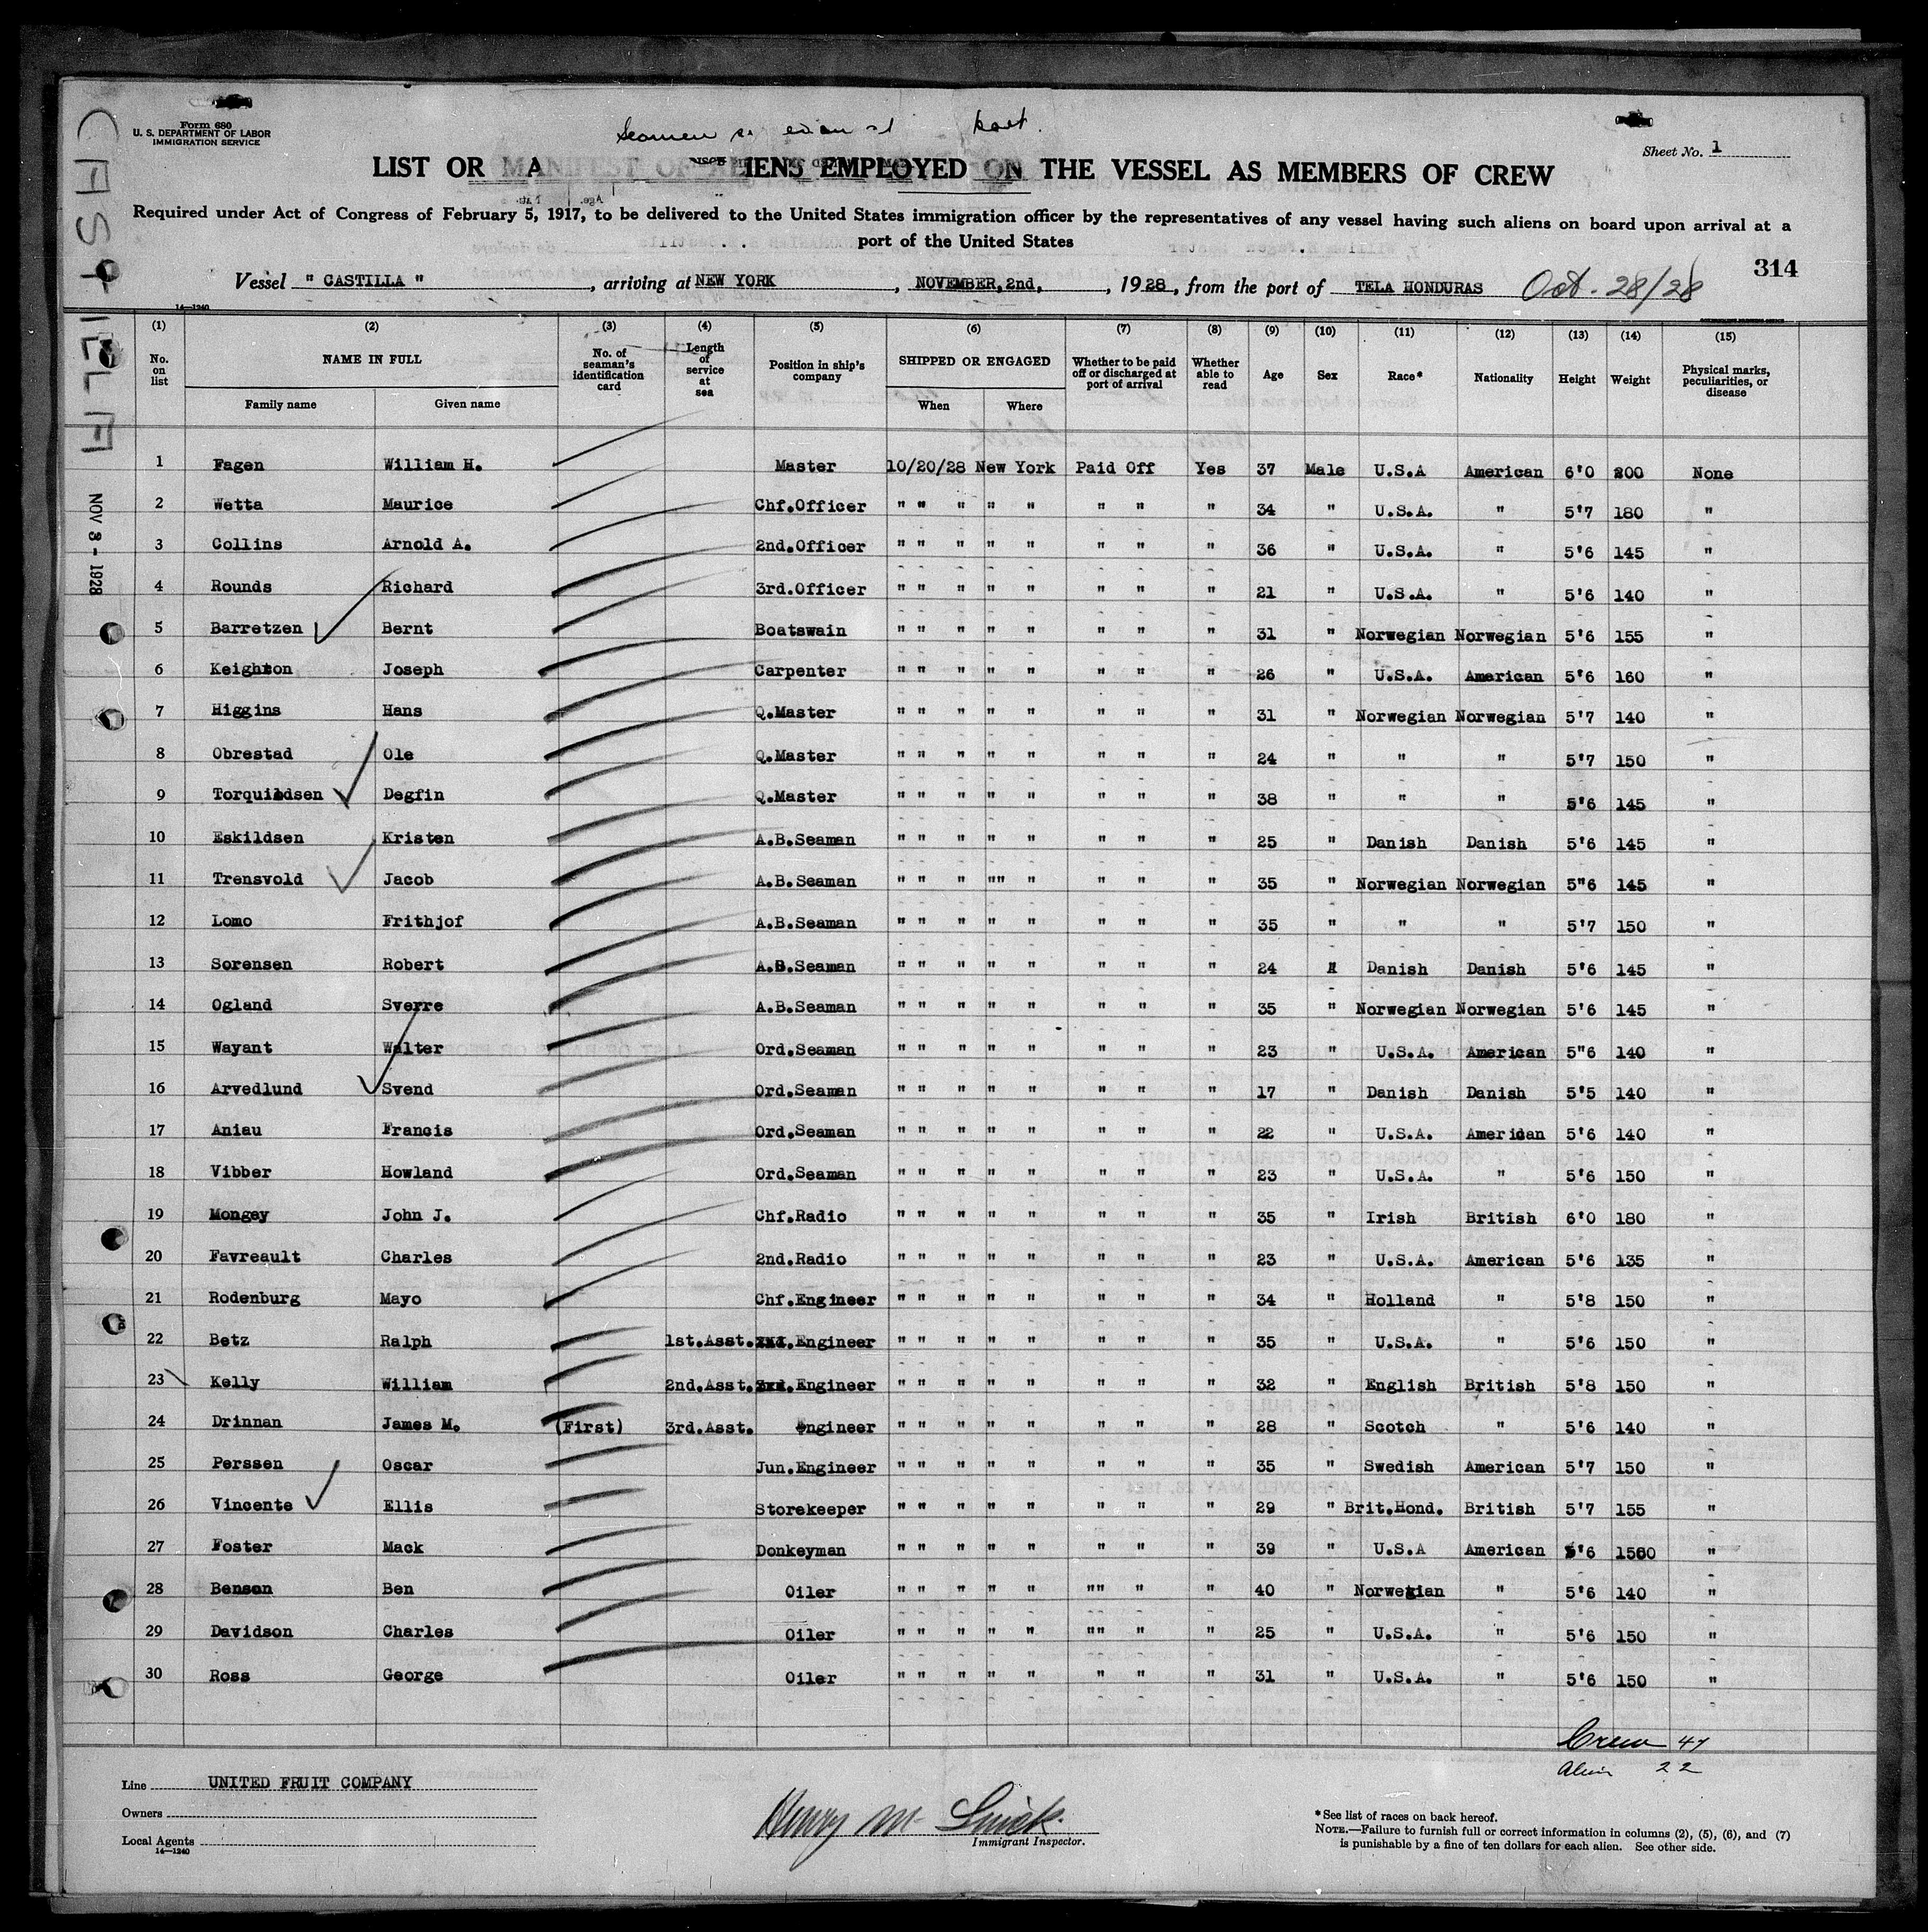 Form 680
U. S. DEPARTMENT OF LABOR
IMMIGRATION SERVICE
Seamen
Sheet No. 1
LIST OR MANIFEST OF ALIENS EMPLOYED ON THE VESSEL AS MEMBERS OF CREW
Required under Act of Congress of February 5, 1917, to be delivered to the United States immigration officer by the representatives of any vessel having such aliens on board upon arrival at a
port of the United States
314
Vessel " CASTILLA ", arriving at NEW YORK, NOVEMBER, 2nd, , 1928, from the port of TELA HONDURAS Oct. 28/28
14—1240
CASTILLA
NOV 3 - 1928
(1) (2) (3) (4) (5) (6) (7) (8) (9) (10) (11) (12) (13) (14) (15)
No. on list NAME IN FULL Family name Given name No. of seaman's identification card Length of service at sea Position in ship's company SHIPPED OR ENGAGED When Where Whether to be paid off or discharged at port of arrival Whether able to read Age Sex Race* Nationality Height Weight Physical marks, peculiarities, or disease
1 Fagen William H. Master 10/20/28 New York Paid Off Yes 37 Male U.S.A American 6'0 200 None
2 Wetta Maurice Chf.Officer " " " " " " " " 34 " U.S.A. " 5'7 180 "
3 Collins Arnold A. 2nd.Officer " " " " " " " " 36 " U.S.A. " 5'6 145 "
4 Rounds Richard 3rd.Officer " " " " " " " " 21 " U.S.A. " 5'6 140 "
5 Barretzen Bernt Boatswain " " " " " " " " 31 " Norwegian Norwegian 5'6 155 "
6 Keighton Joseph Carpenter " " " " " " " " 26 " U.S.A. American 5'6 160 "
7 Higgins Hans Q.Master " " " " " " " " 31 " Norwegian Norwegian 5'7 140 "
8 Obrestad Ole Q.Master " " " " " " " " 24 " " " 5'7 150 "
9 Torquildsen Degfin Q.Master " " " " " " " " 38 " " " 5'6 145 "
10 Eskildsen Kristen A.B.Seaman " " " " " " " " 25 " Danish Danish 5'6 145 "
11 Trensvold Jacob A.B.Seaman " " " "" " " " " 35 " Norwegian Norwegian 5"6 145 "
12 Lomo Frithjof A.B.Seaman " " " " " " " " 35 " " " 5'7 150 "
13 Sorensen Robert A.B.Seaman " " " " " " " " 24 " Danish Danish 5'6 145 "
14 Ogland Sverre A.B.Seaman " " " " " " " " 35 " Norwegian Norwegian 5'6 145 "
15 Wayant Walter Ord.Seaman " " " " " " " " 23 " U.S.A. American 5"6 140 "
16 Arvedlund Svend Ord.Seaman " " " " " " " " 17 " Danish Danish 5'5 140 "
17 Aniau Francis Ord.Seaman " " " " " " " " 22 " U.S.A. American 5'6 140 "
18 Vibber Howland Ord.Seaman " " " " " " " " 23 " U.S.A. " 5'6 150 "
19 Mongey John J. Chf.Radio " " " " " " " " 35 " Irish British 6'0 180 "
20 Favreault Charles 2nd.Radio " " " " " " " " 23 " U.S.A. American 5'6 135 "
21 Rodenburg Mayo Chf.Engineer " " " " " " " " 34 " Holland " 5'8 150 "
22 Betz Ralph 1st.Asst. Engineer " " " " " " " " 35 " U.S.A. " 5'6 150 "
23 Kelly William 2nd.Asst. Engineer " " " " " " " " 32 " English British 5'8 150 "
24 Drinnan James M. (First) 3rd.Asst. Engineer " " " " " " " " 28 " Scotch " 5'6 140 "
25 Perssen Oscar Jun.Engineer " " " " " " " " 35 " Swedish American 5'7 150 "
26 Vincente Ellis Storekeeper " " " " " " " " 29 " Brit.Hond. British 5'7 155 "
27 Foster Mack Donkeyman " " " " " " " " 39 " U.S.A American 5'6 "
28 Benson Ben Oiler " " " " " "" " " 40 " Norwegian " 5'6 140 "
29 Davidson Charles Oiler " " " " " "" " " 25 " U.S.A. " 5'6 150 "
30 Ross George Oiler " " " " " " " " 31 " U.S.A. " 5'6 150 "
Crew 47
Alien 22
Line UNITED FRUIT COMPANY
Owners
Local Agents
14—1240
Henry M.
Immigrant Inspector.
*See list of races on back hereof.
NOTE.—Failure to furnish full or correct information in columns (2), (5), (6), and (7)
is punishable by a fine of ten dollars for each alien. See other side.